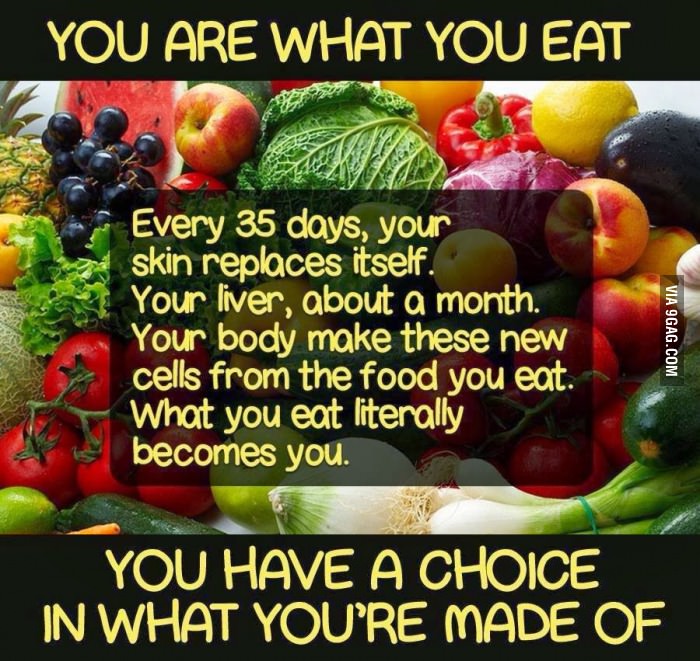 YOU ARE WHAT YOU EAT
Every 35 days, your
skin replaces itself.
Your liver, about a month.
Your body make these new
cells from the food you eat.
What you eat literally
becomes you.
VIA 9GAG.COM
YOU HAVE A CHOICE
IN WHAT YOU'RE MADE OF